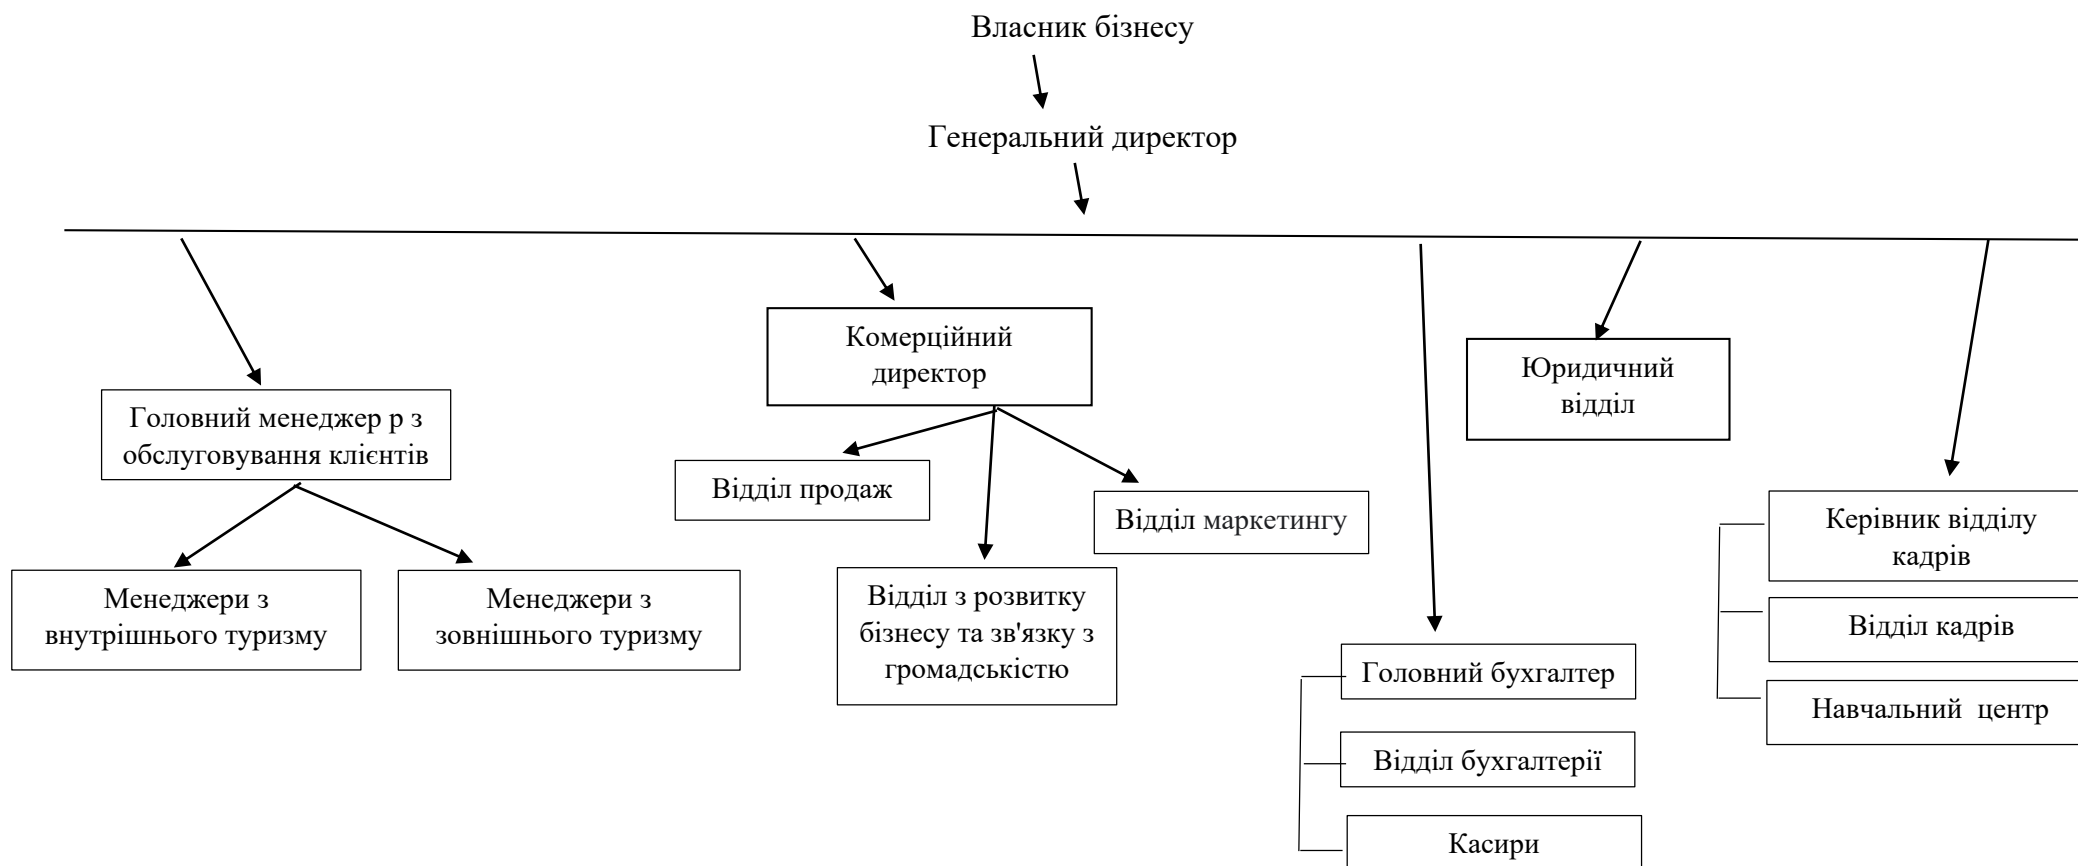 Власник бізнесу
Генеральний директор
Комерційний
директор
Юридичний
відділ
Головний менеджер р з
обслуговування клієнтів
Відділ продаж
Відділ маркетингу
Керівник відділу
кадрів
Менеджери з
внутрішнього туризму
Менеджери з
зовнішнього туризму
Відділ з розвитку
бізнесу та зв'язку з
громадськістю
Відділ кадрів
Головний бухгалтер
Навчальний  центр
Відділ бухгалтерії
Касири